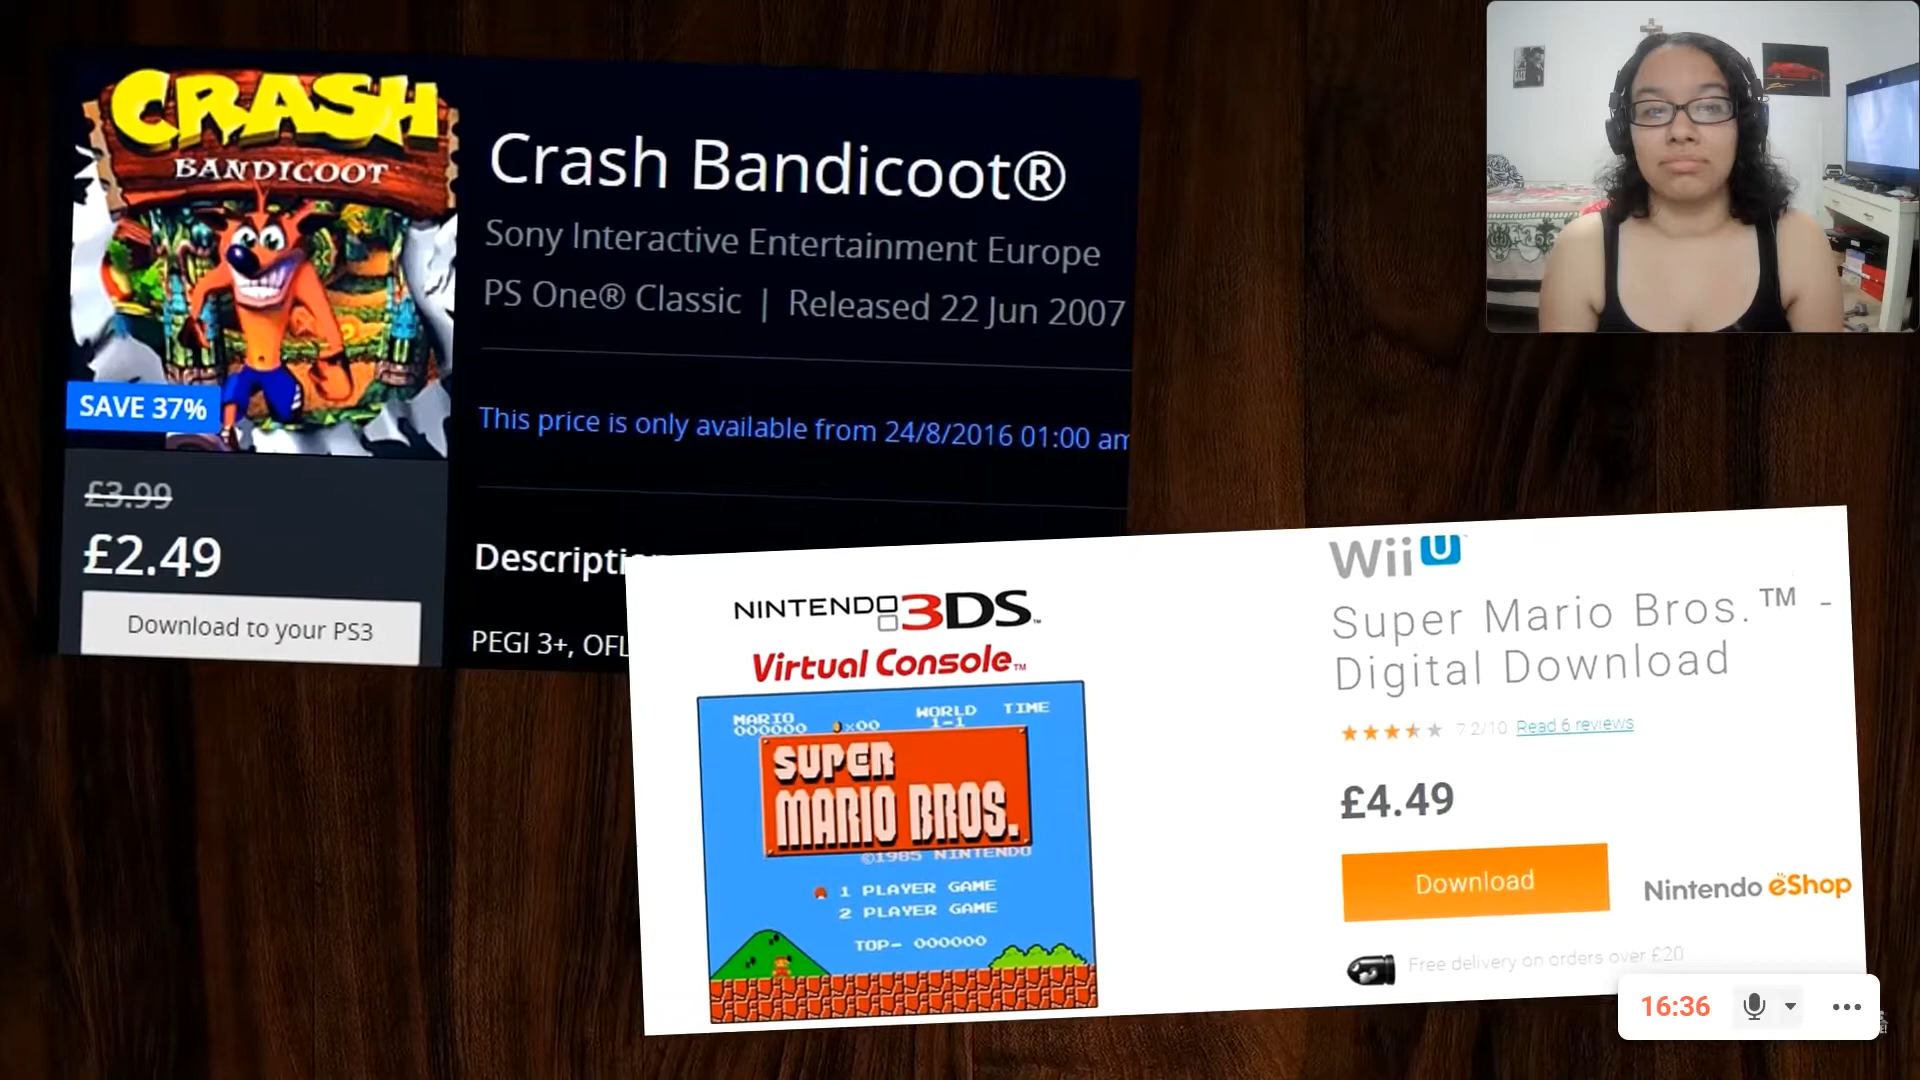 CRASH
BANDICOOT
SAVE 37%
£3.99
£2.49
Download to your PS3
Crash Bandicoot®
Sony Interactive Entertainment Europe
PS One® Classic | Released 22 Jun 2007
This price is only available from 24/8/2016 01:00 am
Descripti
PEGI 3+, OFL
NINTENDO 3DS™
Virtual Console™
MARIO WORLD TIME
000000 x00 1-1
SUPER
MARIO BROS.
©1985 NINTENDO
1 PLAYER GAME
2 PLAYER GAME
TOP- 000000
Wii U
Super Mario Bros.™ -
Digital Download
7.2/10 Read 6 reviews
£4.49
Download
Nintendo eShop
Free delivery on orders over £20
16:36